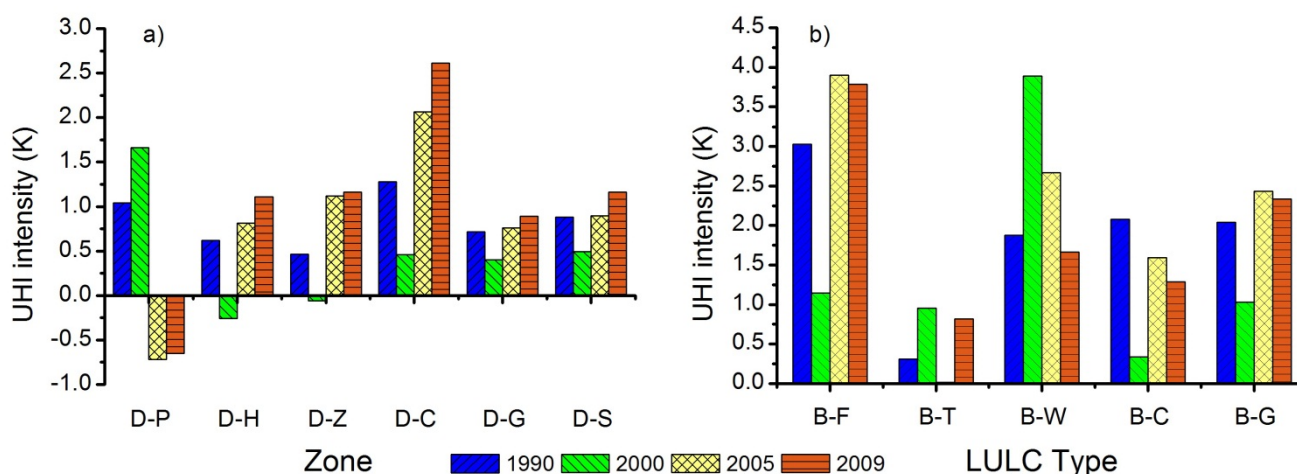 a)
UHI intensity (K)
3.0
2.5
2.0
1.5
1.0
0.5
0.0
-0.5
-1.0
D-P D-H D-Z D-C D-G D-S
Zone
b)
UHI intensity (K)
4.5
4.0
3.5
3.0
2.5
2.0
1.5
1.0
0.5
0.0
B-F B-T B-W B-C B-G
LULC Type
1990 2000 2005 2009